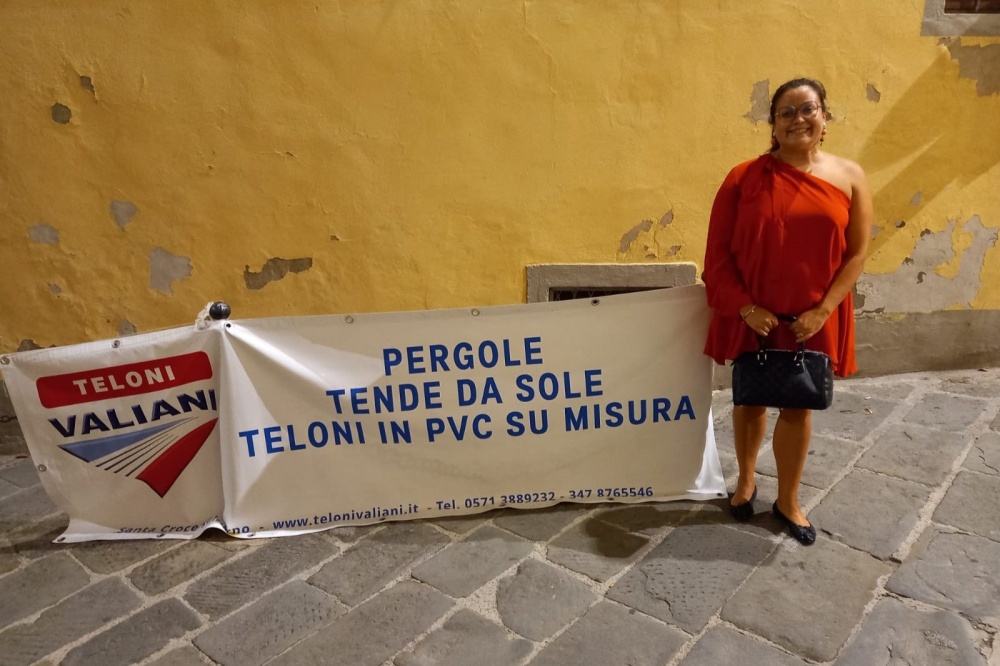 TELONI
VALIANI
PERGOLE
TENDE DA SOLE
TELONI IN PVC SU MISURA
Santa Croce - www.telonivaliani.it - Tel. 0571 3889232 - 347 8765546